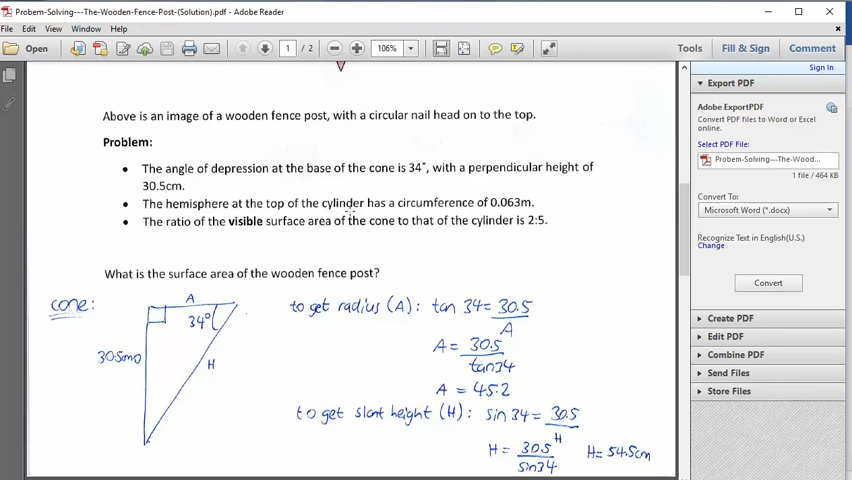 Probem-Solving---The-Wooden-Fence-Post-(Solution).pdf - Adobe Reader
File Edit View Window Help
Open 1 / 2 106% Tools Fill & Sign Comment
Sign In
Export PDF
Adobe ExportPDF
Convert PDF files to Word or Excel
online.
Select PDF File:
Probem-Solving---The-Wood...
1 file / 464 KB
Convert To:
Microsoft Word (*.docx)
Recognize Text in English(U.S.)
Change
Convert
Create PDF
Edit PDF
Combine PDF
Send Files
Store Files
Above is an image of a wooden fence post, with a circular nail head on to the top.
Problem:
• The angle of depression at the base of the cone is 34°, with a perpendicular height of
30.5cm.
• The hemisphere at the top of the cylinder has a circumference of 0.063m.
• The ratio of the visible surface area of the cone to that of the cylinder is 2:5.
What is the surface area of the wooden fence post?
cone:
A
34°
30.5cm
H
to get radius (A): tan 34 = 30.5
A
A = 30.5
tan34
A = 45.2
to get slant height (H): sin 34 = 30.5
H
H = 30.5
sin34
H = 54.5cm